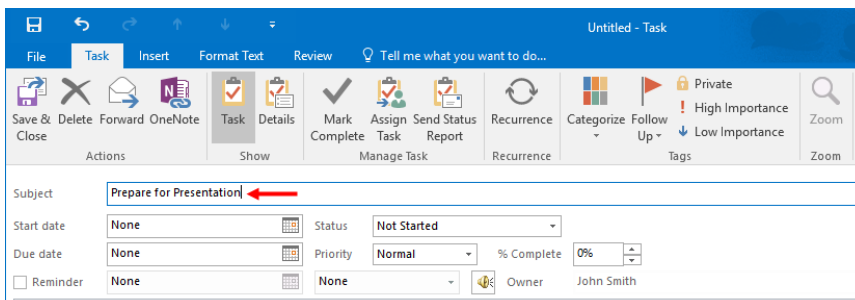 Untitled - Task
File Task Insert Format Text Review Tell me what you want to do...
Save & Close Delete Forward OneNote Task Details Mark Complete Assign Task Send Status Report Recurrence Categorize Follow Up Private Zoom
High Importance
Low Importance
Actions Show Manage Task Recurrence Tags Zoom
Subject Prepare for Presentation
Start date None Status Not Started
Due date None Priority Normal % Complete 0%
Reminder None None Owner John Smith